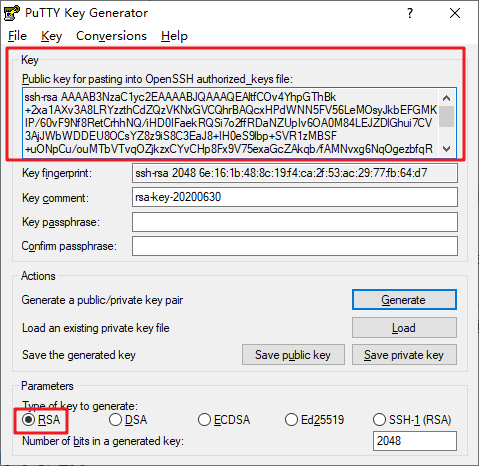 PuTTY Key Generator
File Key Conversions Help
Key
Public key for pasting into OpenSSH authorized_keys file:
ssh-rsa AAAAB3NzaC1yc2EAAAABJQAAAQEAltfCOv4YhpGThBk
+2xa1AXv3A8LRYzzthCdZQzVKNxGVCQhrBAQcxHPdWNN5FV56LeMOsyJkbEFGMK
IP/60vF9Nf8RetCrhhNQ/iHD0IFaekRQSi7o2ffRDaNZUpIv6OA0M84LEJZDlGhui7CV
3AjJWbWDDEU8OCsYZ8z9iS8C3EaJ8+IH0eS9lbp+SVR1zMBSF
+uONpCu/ouMTbVTvqOZjkzxCYvCHp8Fx9V75exaGcZAkqb/fAMNvxg6NqOgezbfqR
Key fingerprint: ssh-rsa 2048 6e:16:1b:48:8c:19:f4:ca:2f:53:ac:29:77:fb:64:d7
Key comment: rsa-key-20200630
Key passphrase:
Confirm passphrase:
Actions
Generate a public/private key pair Generate
Load an existing private key file Load
Save the generated key Save public key Save private key
Parameters
Type of key to generate:
RSA DSA ECDSA Ed25519 SSH-1 (RSA)
Number of bits in a generated key: 2048